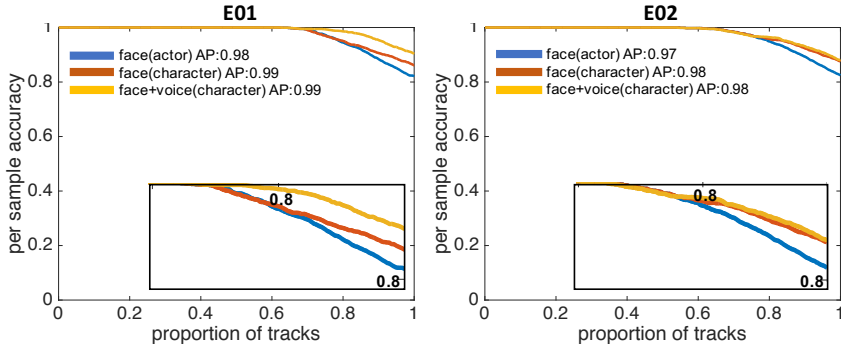 E01
1
0.8
0.6
0.4
0.2
0
per sample accuracy
face(actor) AP:0.98
face(character) AP:0.99
face+voice(character) AP:0.99
0.8
0.8
0 0.2 0.4 0.6 0.8 1
proportion of tracks
E02
1
0.8
0.6
0.4
0.2
0
per sample accuracy
face(actor) AP:0.97
face(character) AP:0.98
face+voice(character) AP:0.98
0.8
0.8
0 0.2 0.4 0.6 0.8 1
proportion of tracks